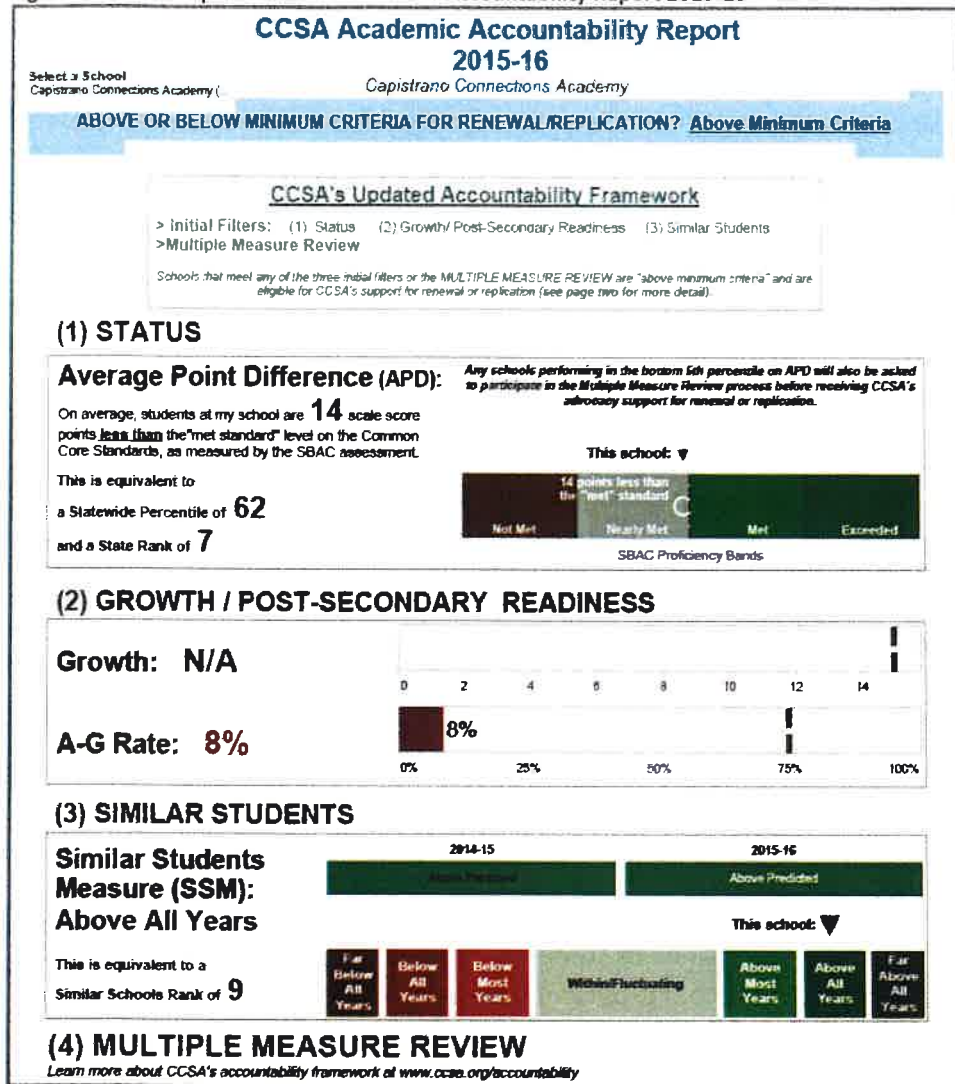 CCSA Academic Accountability Report
2015-16
Select a School
Capistrano Connections Academy (...
Capistrano Connections Academy
ABOVE OR BELOW MINIMUM CRITERIA FOR RENEWAL/REPLICATION? Above Minimum Criteria
CCSA's Updated Accountability Framework
> Initial Filters: (1) Status (2) Growth/ Post-Secondary Readiness (3) Similar Students
>Multiple Measure Review
Schools that meet any of the three initial filters or the MULTIPLE MEASURE REVIEW are "above minimum criteria" and are
eligible for CCSA's support for renewal or replication (see page two for more detail).
(1) STATUS
Average Point Difference (APD):
On average, students at my school are 14 scale score
points less than the "met standard" level on the Common
Core Standards, as measured by the SBAC assessment.
This is equivalent to
a Statewide Percentile of 62
and a State Rank of 7
Any schools performing in the bottom 5th percentile on APD will also be asked
to participate in the Multiple Measure Review process before receiving CCSA's
advocacy support for renewal or replication.
This school:
14 points less than
the "met" standard
Not Met Nearly Met Met Exceeded
SBAC Proficiency Bands
(2) GROWTH / POST-SECONDARY READINESS
Growth: N/A
0 2 4 6 8 10 12 14
A-G Rate: 8%
8%
0% 25% 50% 75% 100%
(3) SIMILAR STUDENTS
Similar Students
Measure (SSM):
Above All Years
This is equivalent to a
Similar Schools Rank of 9
2014-15 2015-16
Above Predicted Above Predicted
This school:
Far Below All Years
Below All Years
Below Most Years
Within/Fluctuating
Above Most Years
Above All Years
Far Above All Years
(4) MULTIPLE MEASURE REVIEW
Learn more about CCSA's accountability framework at www.ccsa.org/accountability